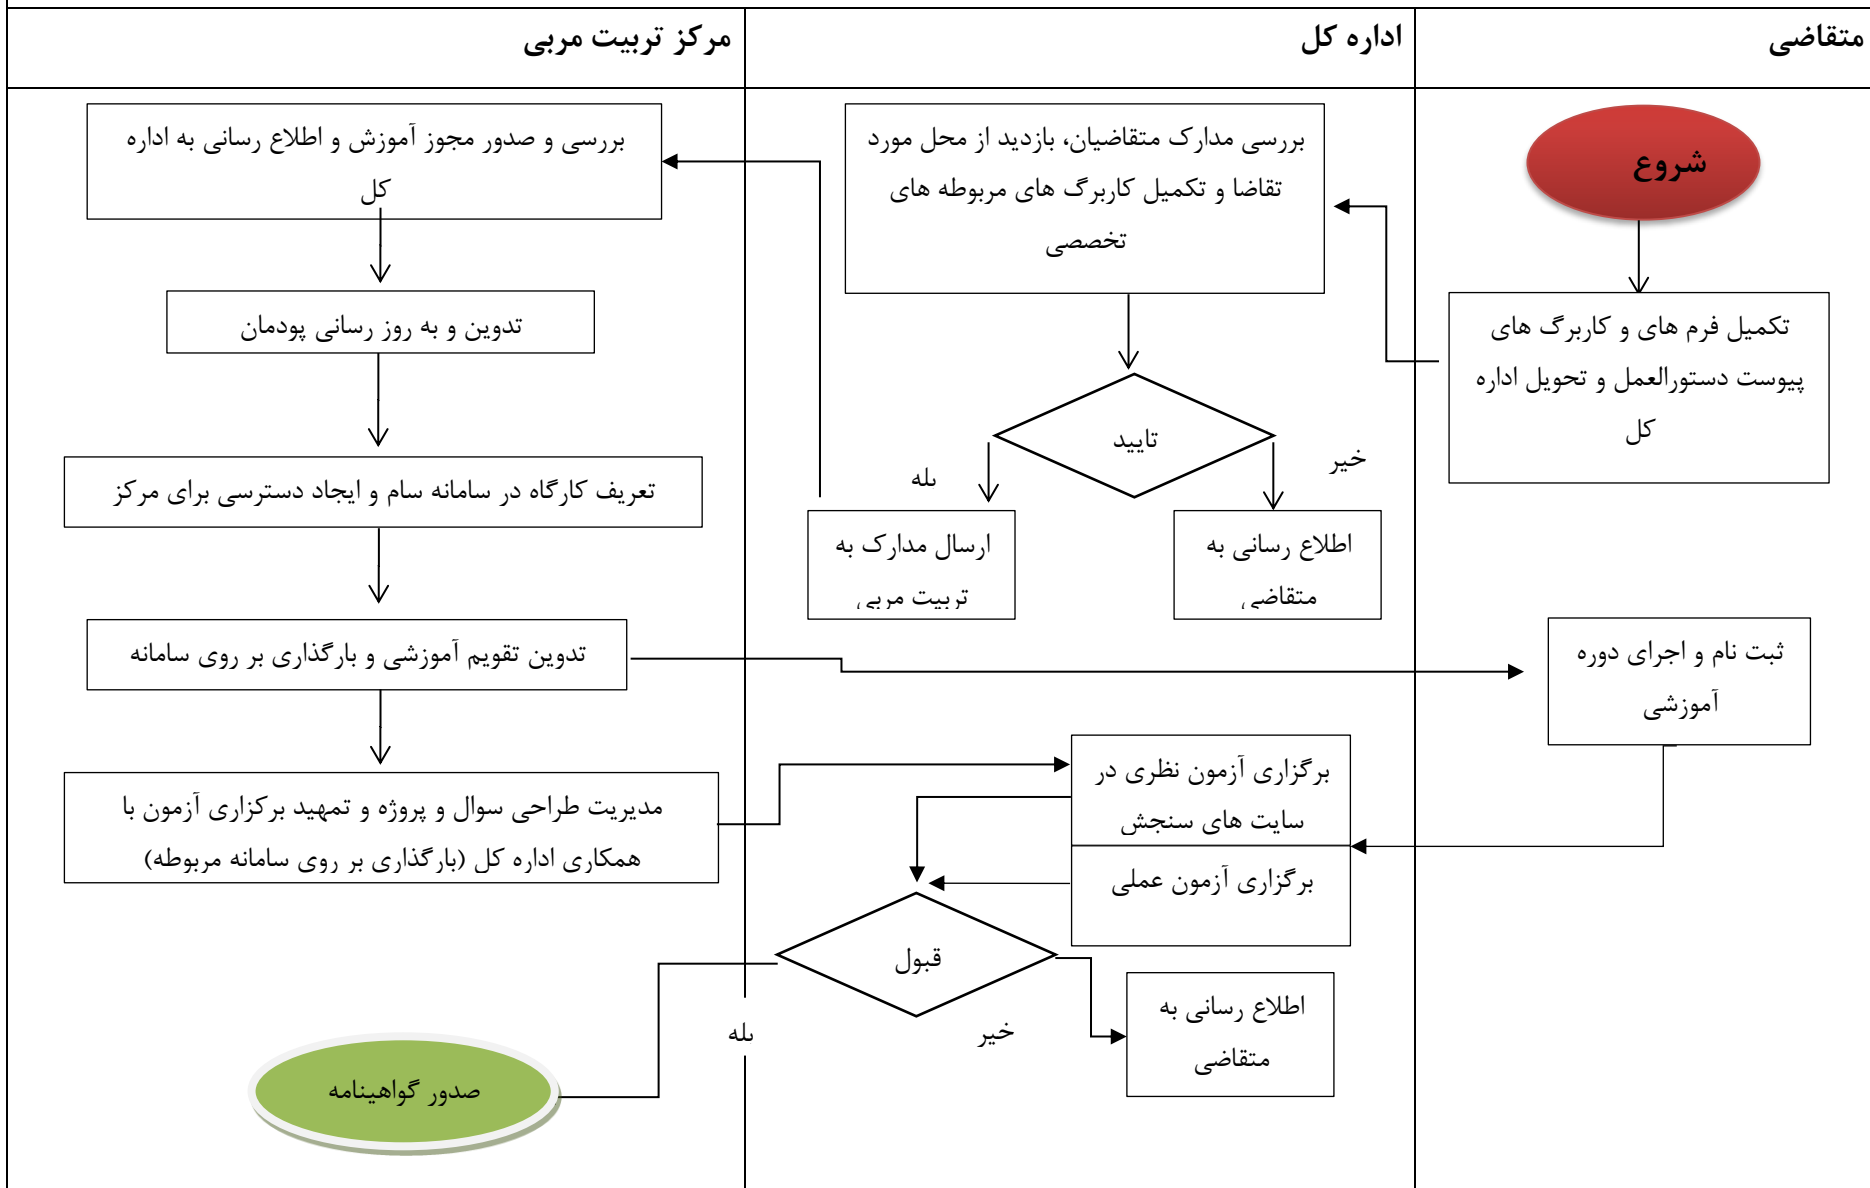 متقاضی
اداره کل
مرکز تربیت مربی
شروع
تکمیل فرم های و کاربرگ های
پیوست دستورالعمل و تحویل اداره
کل
بررسی مدارک متقاضیان، بازدید از محل مورد
تقاضا و تکمیل کاربرگ های مربوطه های
تخصصی
تایید
خیر
بله
اطلاع رسانی به
متقاضی
ارسال مدارک به
تربیت مربی
بررسی و صدور مجوز آموزش و اطلاع رسانی به اداره
کل
تدوین و به روز رسانی پودمان
تعریف کارگاه در سامانه سام و ایجاد دسترسی برای مرکز
تدوین تقویم آموزشی و بارگذاری بر روی سامانه
ثبت نام و اجرای دوره
آموزشی
مدیریت طراحی سوال و پروژه و تمهید برکزاری آزمون با
همکاری اداره کل (بارگذاری بر روی سامانه مربوطه)
برگزاری آزمون نظری در
سایت های سنجش
برگزاری آزمون عملی
قبول
خیر
بله
اطلاع رسانی به
متقاضی
صدور گواهینامه